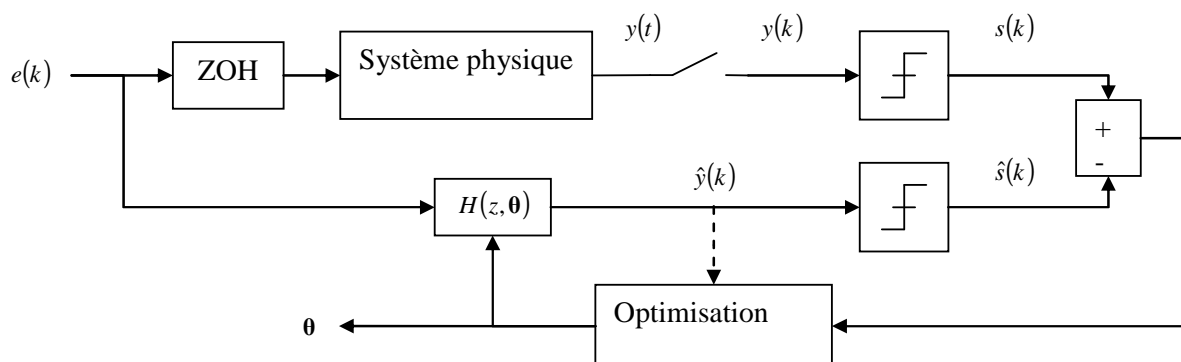 y(t)
y(k)
s(k)
e(k)
ZOH
Système physique
+
-
ŷ(k)
ŝ(k)
H(z,θ)
Optimisation
θ